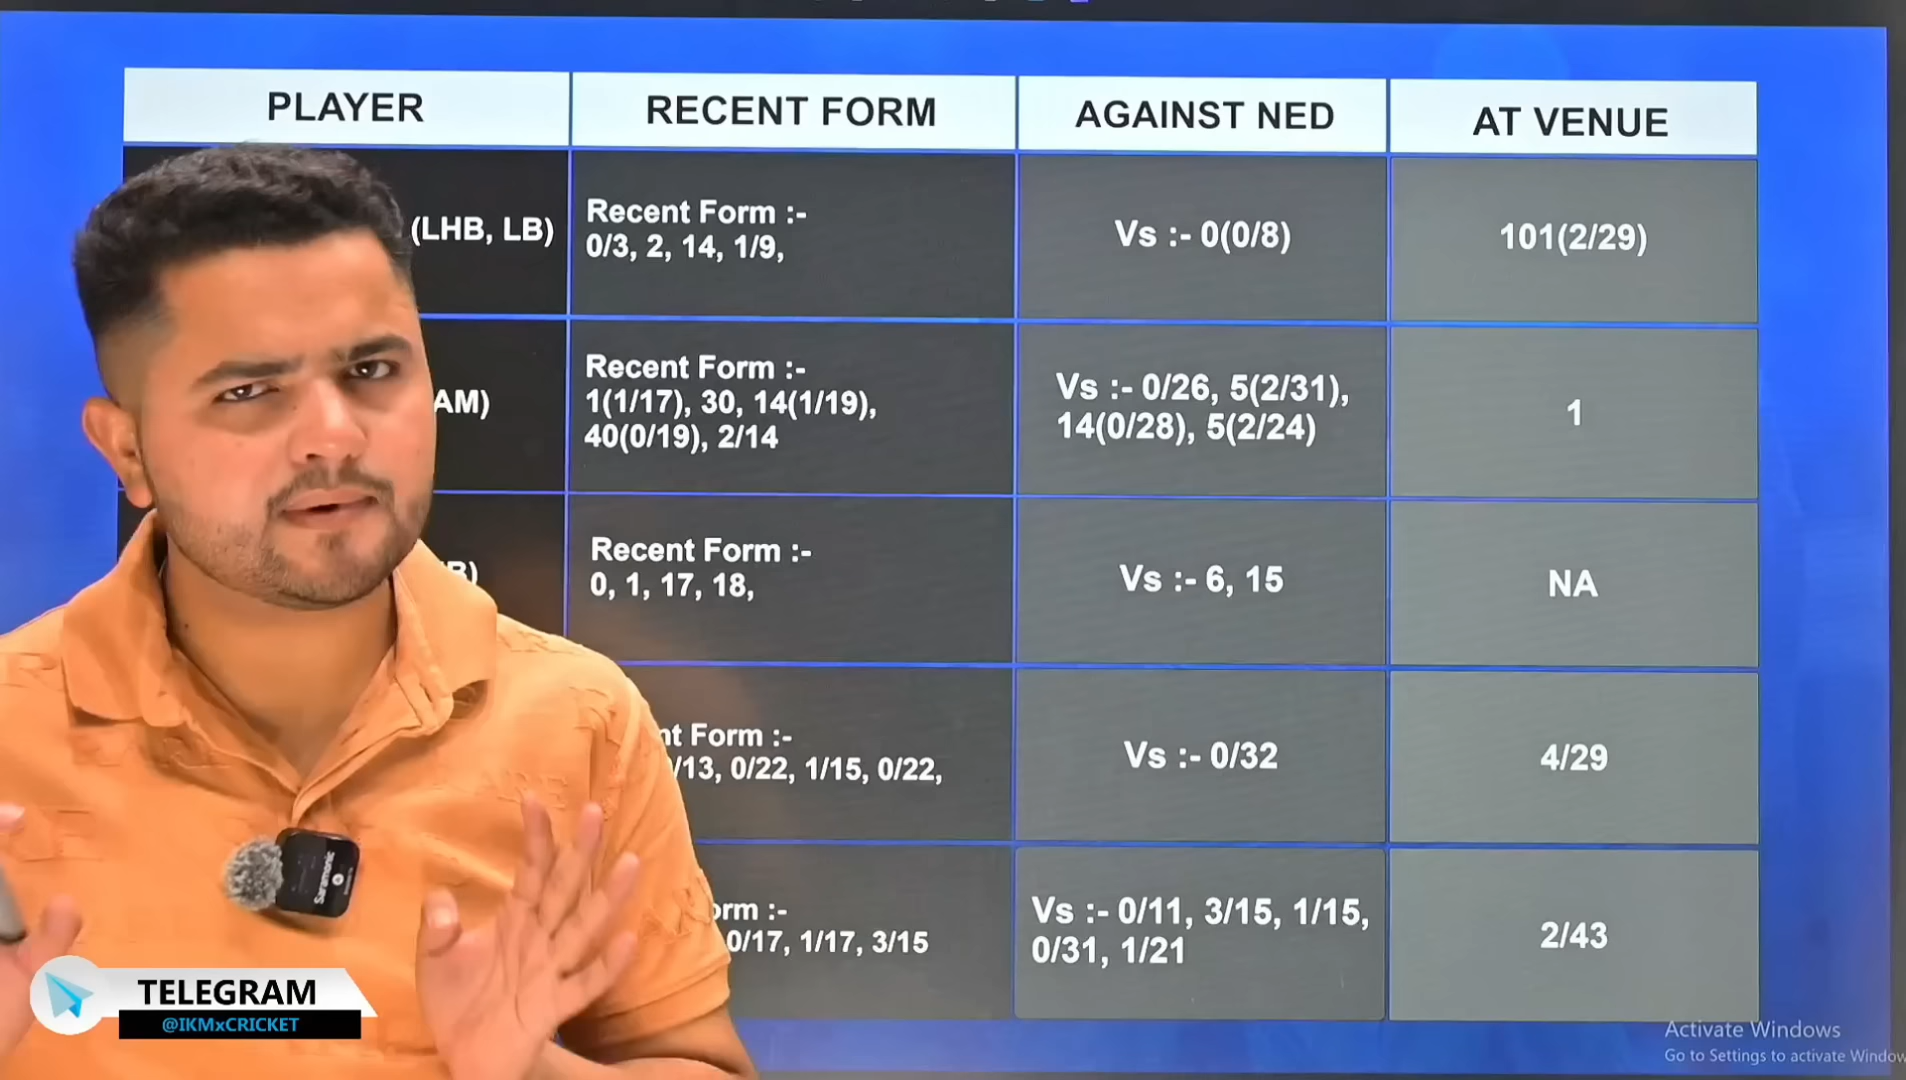 PLAYER
RECENT FORM
AGAINST NED
AT VENUE
(LHB, LB)
Recent Form :-
0/3, 2, 14, 1/9,
Vs :- 0(0/8)
101(2/29)
AM)
Recent Form :-
1(1/17), 30, 14(1/19),
40(0/19), 2/14
Vs :- 0/26, 5(2/31),
14(0/28), 5(2/24)
1
Recent Form :-
0, 1, 17, 18,
Vs :- 6, 15
NA
Form :-
/13, 0/22, 1/15, 0/22,
Vs :- 0/32
4/29
orm :-
0/17, 1/17, 3/15
Vs :- 0/11, 3/15, 1/15,
0/31, 1/21
2/43
Saramonic
TELEGRAM
@IKMxCRICKET
Activate Windows
Go to Settings to activate Window